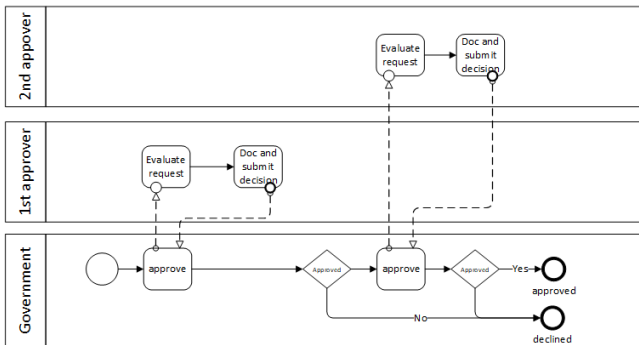 2nd appover
Evaluate
request
Doc and
submit
decision
1st approver
Evaluate
request
Doc and
submit
decision
Government
approve
Approved
approve
Approved
Yes
approved
No
declined